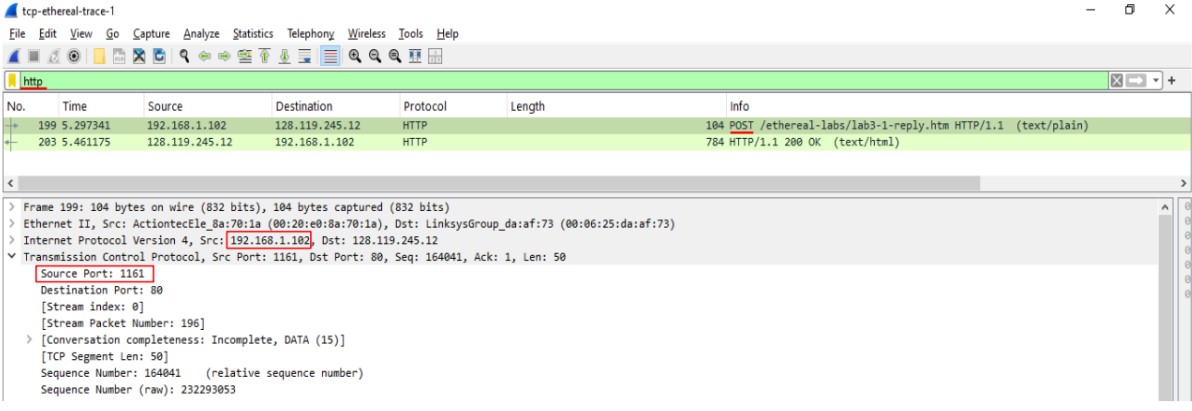 tcp-ethereal-trace-1
File Edit View Go Capture Analyze Statistics Telephony Wireless Tools Help
http
No. Time Source Destination Protocol Length Info
199 5.297341 192.168.1.102 128.119.245.12 HTTP 104 POST /ethereal-labs/lab3-1-reply.htm HTTP/1.1 (text/plain)
203 5.461175 128.119.245.12 192.168.1.102 HTTP 784 HTTP/1.1 200 OK (text/html)
Frame 199: 104 bytes on wire (832 bits), 104 bytes captured (832 bits)
Ethernet II, Src: ActiontecEle_8a:70:1a (00:20:e0:8a:70:1a), Dst: LinksysGroup_da:af:73 (00:06:25:da:af:73)
Internet Protocol Version 4, Src: 192.168.1.102, Dst: 128.119.245.12
Transmission Control Protocol, Src Port: 1161, Dst Port: 80, Seq: 164041, Ack: 1, Len: 50
Source Port: 1161
Destination Port: 80
[Stream index: 0]
[Stream Packet Number: 196]
[Conversation completeness: Incomplete, DATA (15)]
[TCP Segment Len: 50]
Sequence Number: 164041 (relative sequence number)
Sequence Number (raw): 232293053